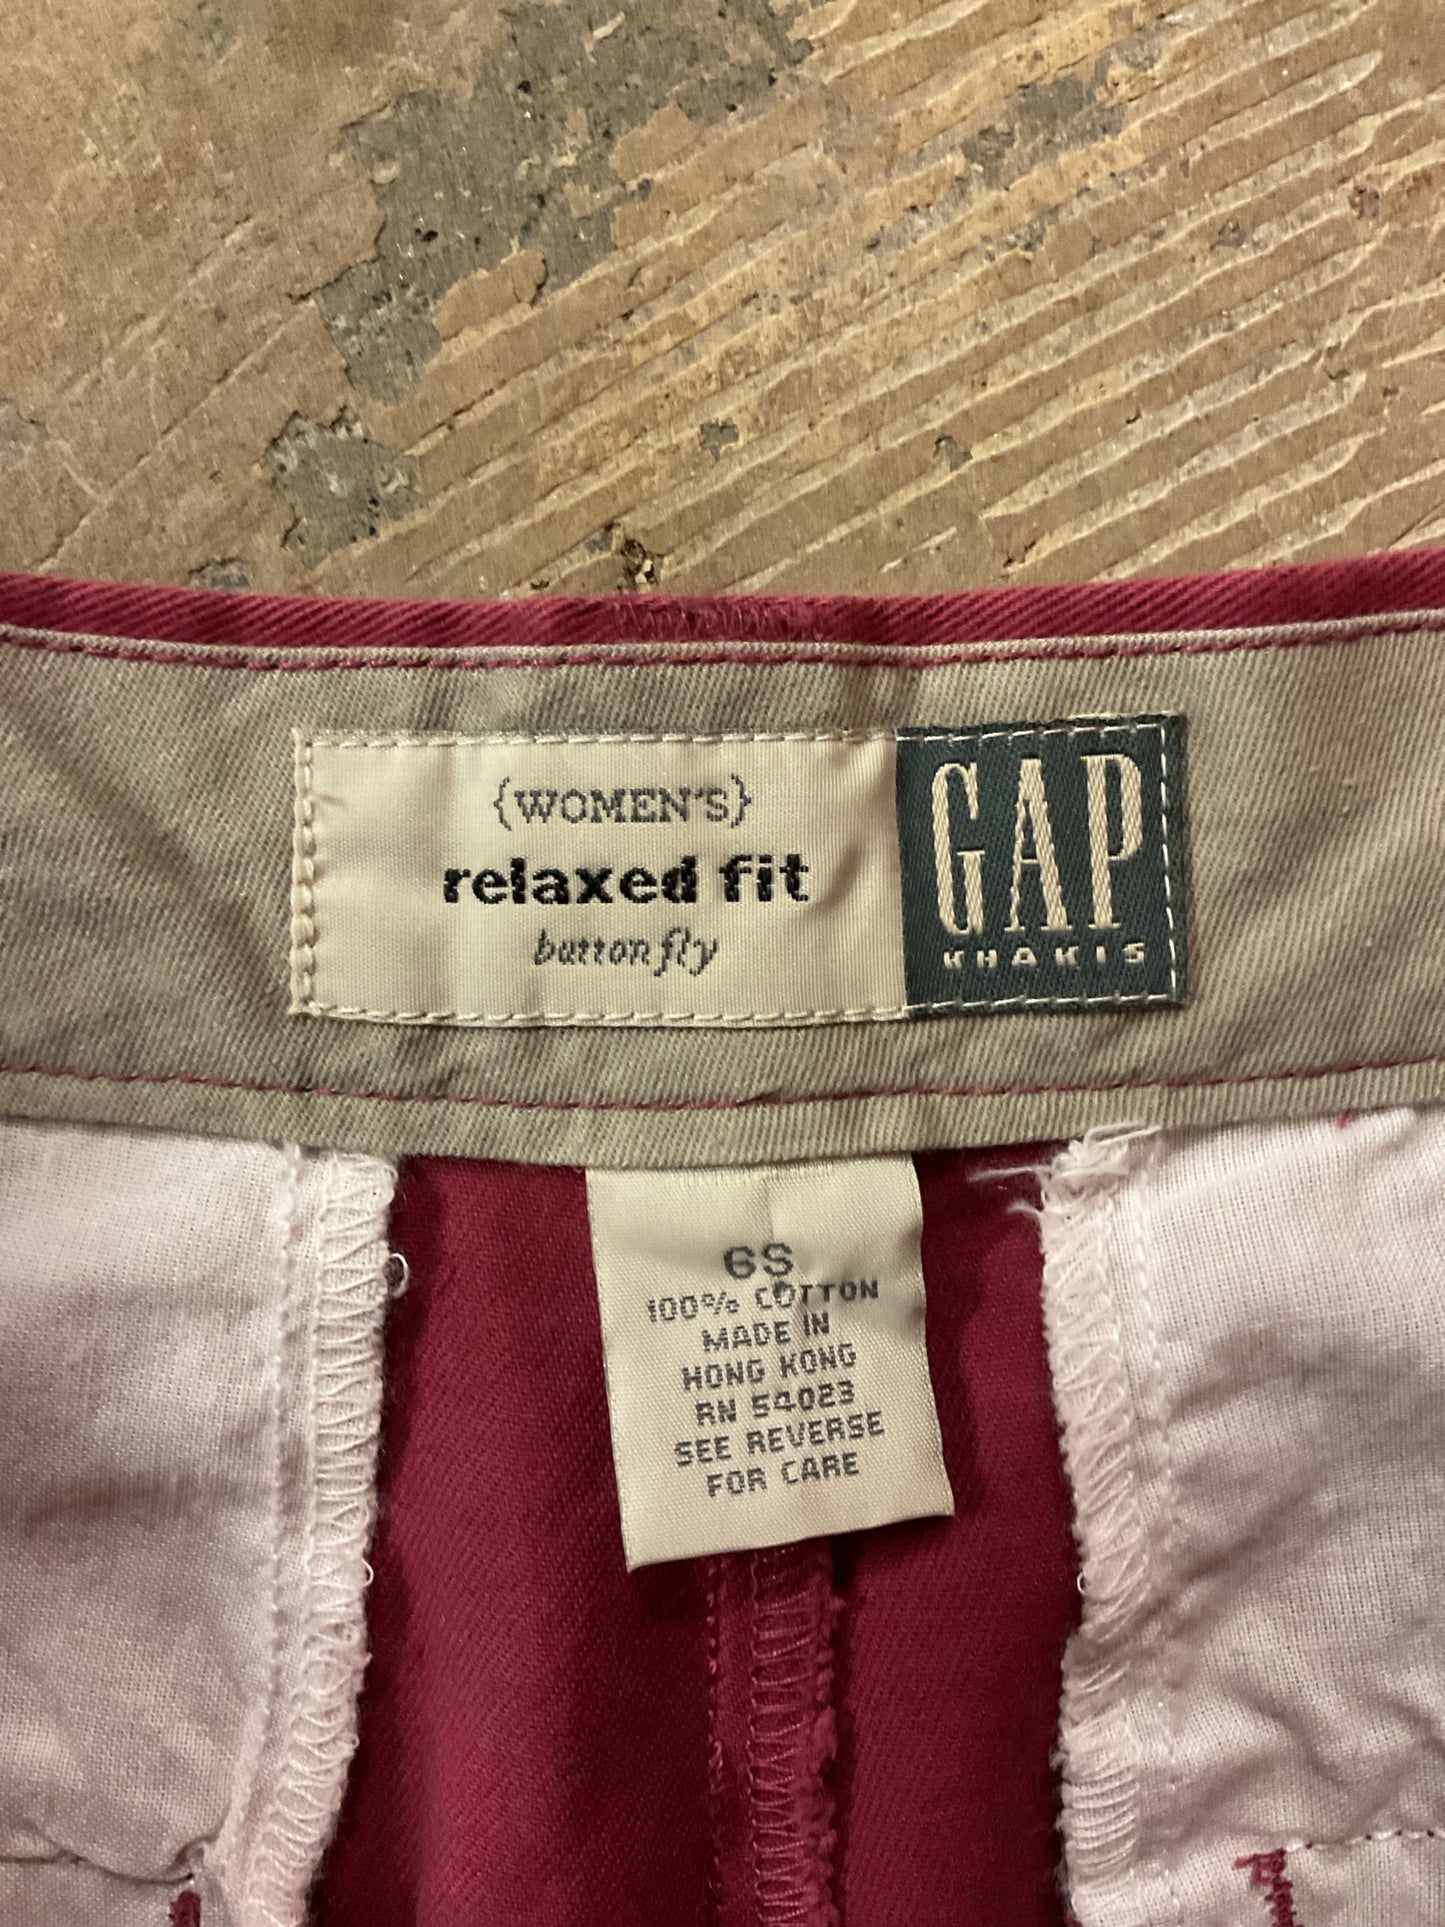 {WOMEN'S}
relaxed fit
button fly
GAP
KHAKIS
6S
100% COTTON
MADE IN
HONG KONG
RN 54023
SEE REVERSE
FOR CARE